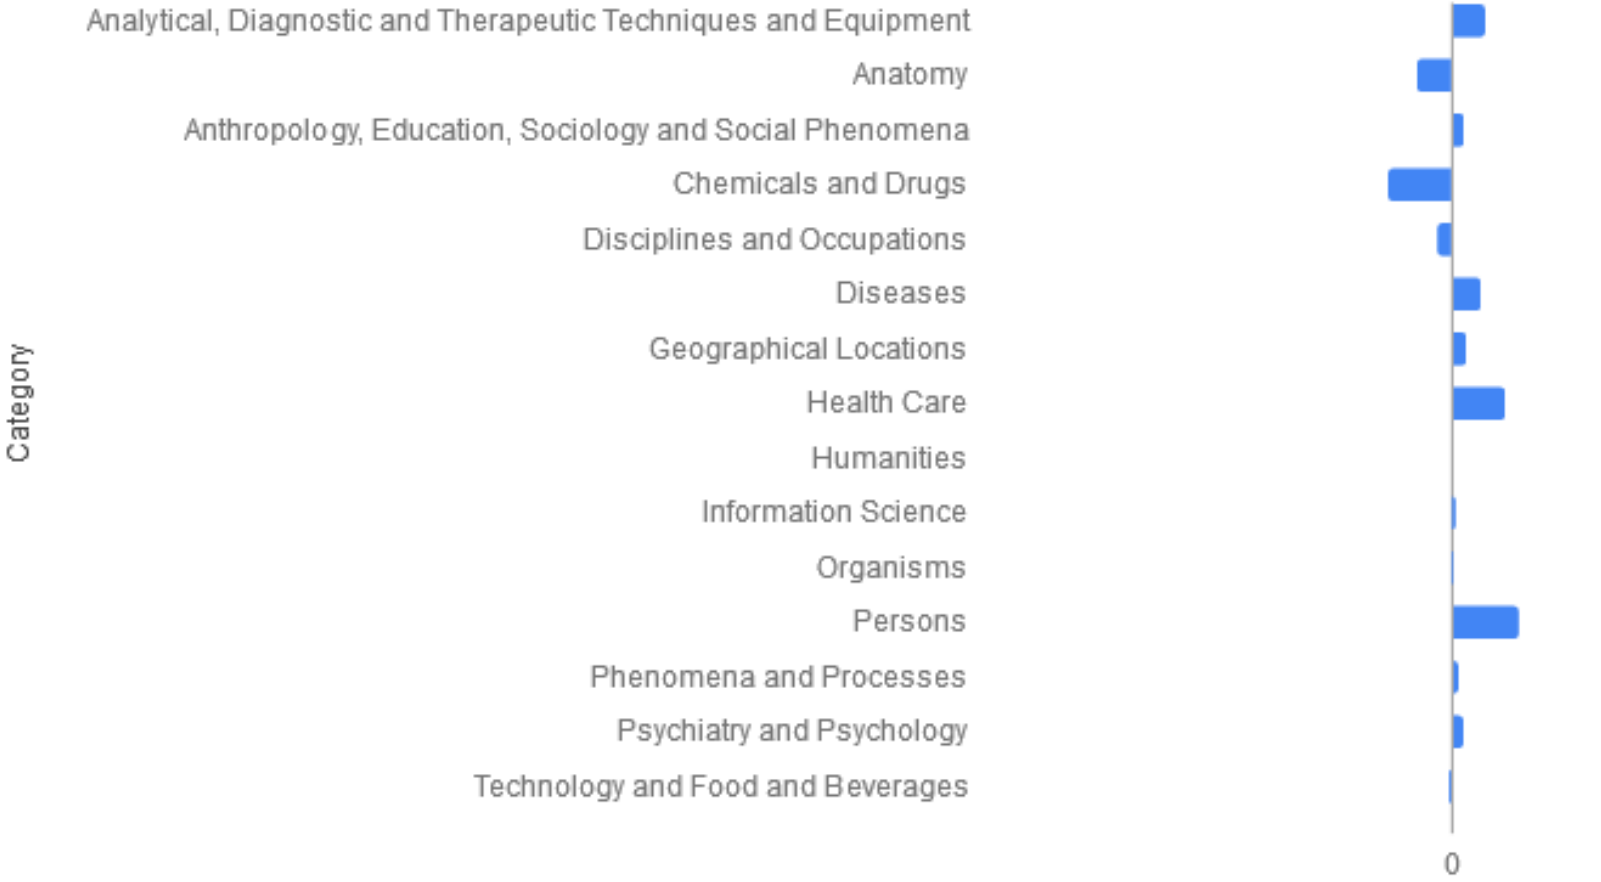 Analytical, Diagnostic and Therapeutic Techniques and Equipment
Anatomy
Anthropology, Education, Sociology and Social Phenomena
Chemicals and Drugs
Disciplines and Occupations
Diseases
Geographical Locations
Health Care
Humanities
Information Science
Organisms
Persons
Phenomena and Processes
Psychiatry and Psychology
Technology and Food and Beverages
Category
0